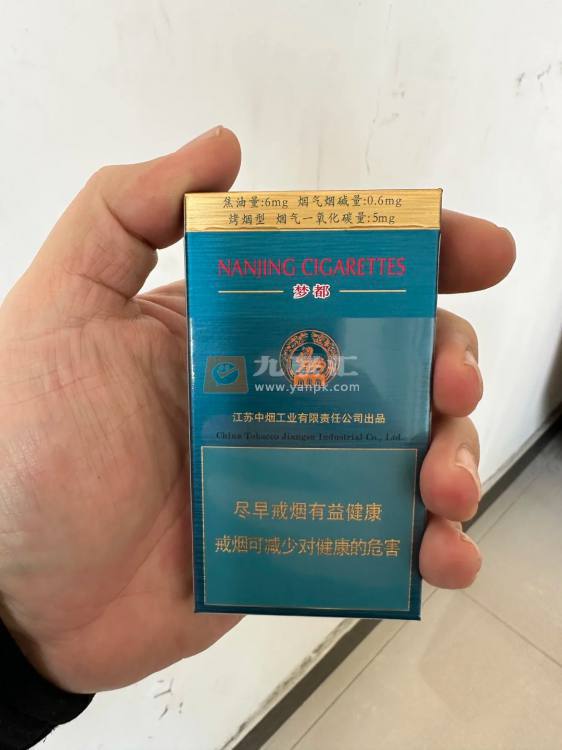 焦油量:6mg 烟气烟碱量:0.6mg
烤烟型 烟气一氧化碳量:5mg
NANJING CIGARETTES
梦都
www.yanpk.com
江苏中烟工业有限责任公司出品
China Tobacco Jiangsu Industrial Co., Ltd.
尽早戒烟有益健康
戒烟可减少对健康的危害